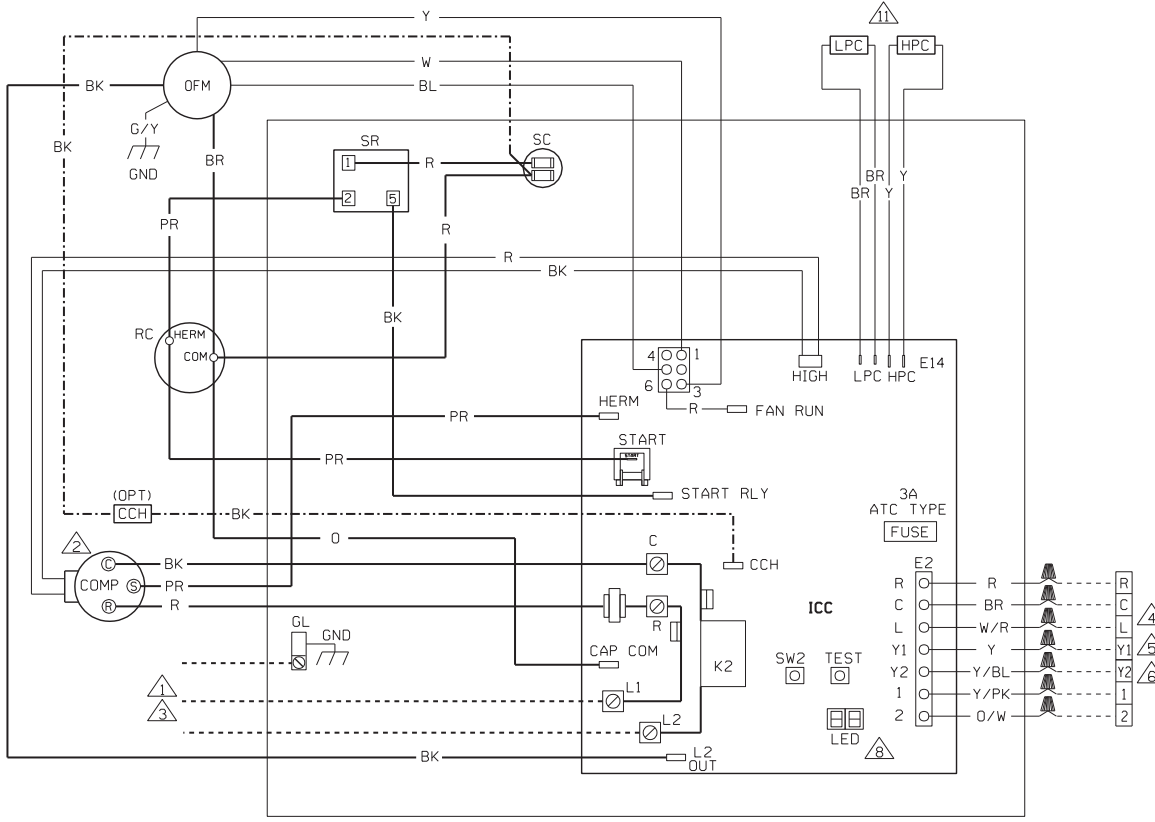 Y
11
LPC
HPC
W
BK
OFM
BL
G/Y
GND
BK
BR
SR
SC
1
R
2
5
PR
R
BR
Y
BR
Y
R
BK
BK
RC
HERM
COM
4
1
6
3
HIGH
LPC
HPC
E14
HERM
R
FAN RUN
PR
START
START
PR
START RLY
3A
ATC TYPE
FUSE
(OPT)
CCH
BK
2
O
C
CCH
E2
C
BK
COMP
S
PR
R
R
R
ICC
R
R
R
C
BR
C
L
W/R
L
4
Y1
Y
Y1
5
Y2
Y/BL
Y2
6
1
Y/PK
1
2
O/W
2
GL
GND
CAP COM
K2
SW2
TEST
1
3
L1
L2
LED
8
BK
L2
OUT